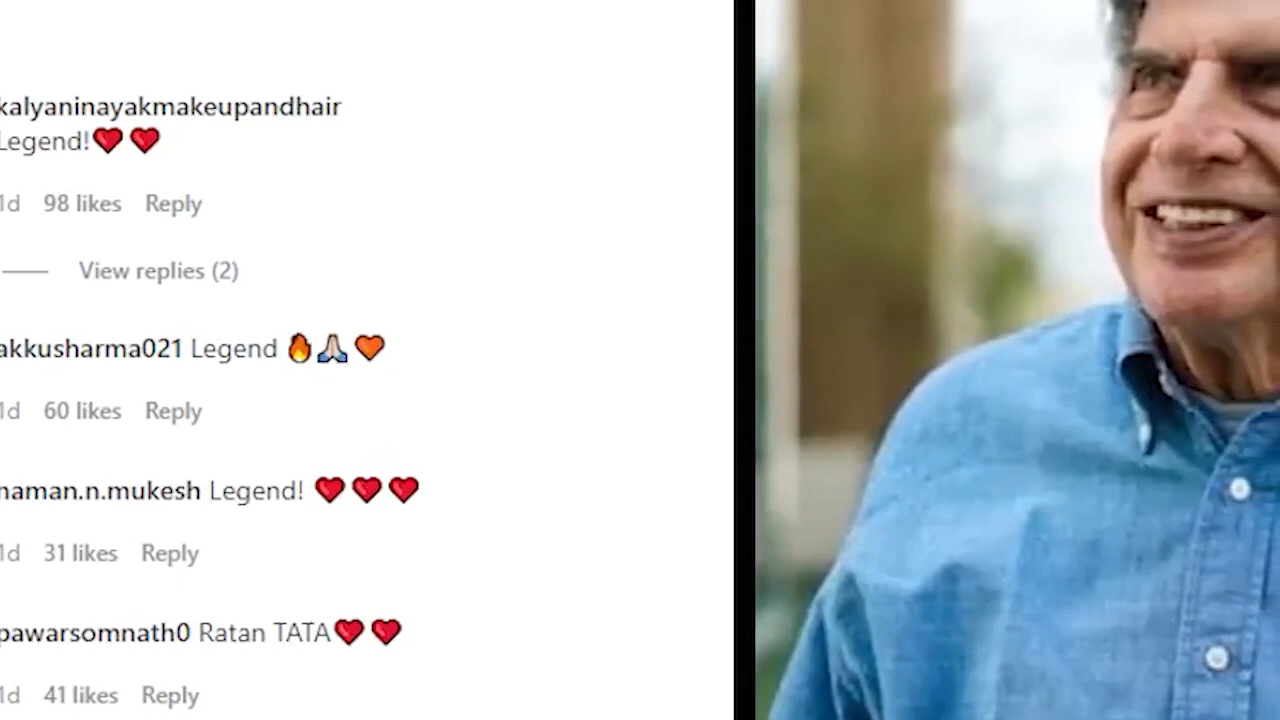 kalyaninayakmakeupandhair
Legend!❤️❤️
1d 98 likes Reply
View replies (2)
akkusharma021 Legend 🔥🙏🏻🧡
1d 60 likes Reply
naman.n.mukesh Legend! ❤️❤️❤️
1d 31 likes Reply
pawarsomnath0 Ratan TATA❤️❤️
1d 41 likes Reply